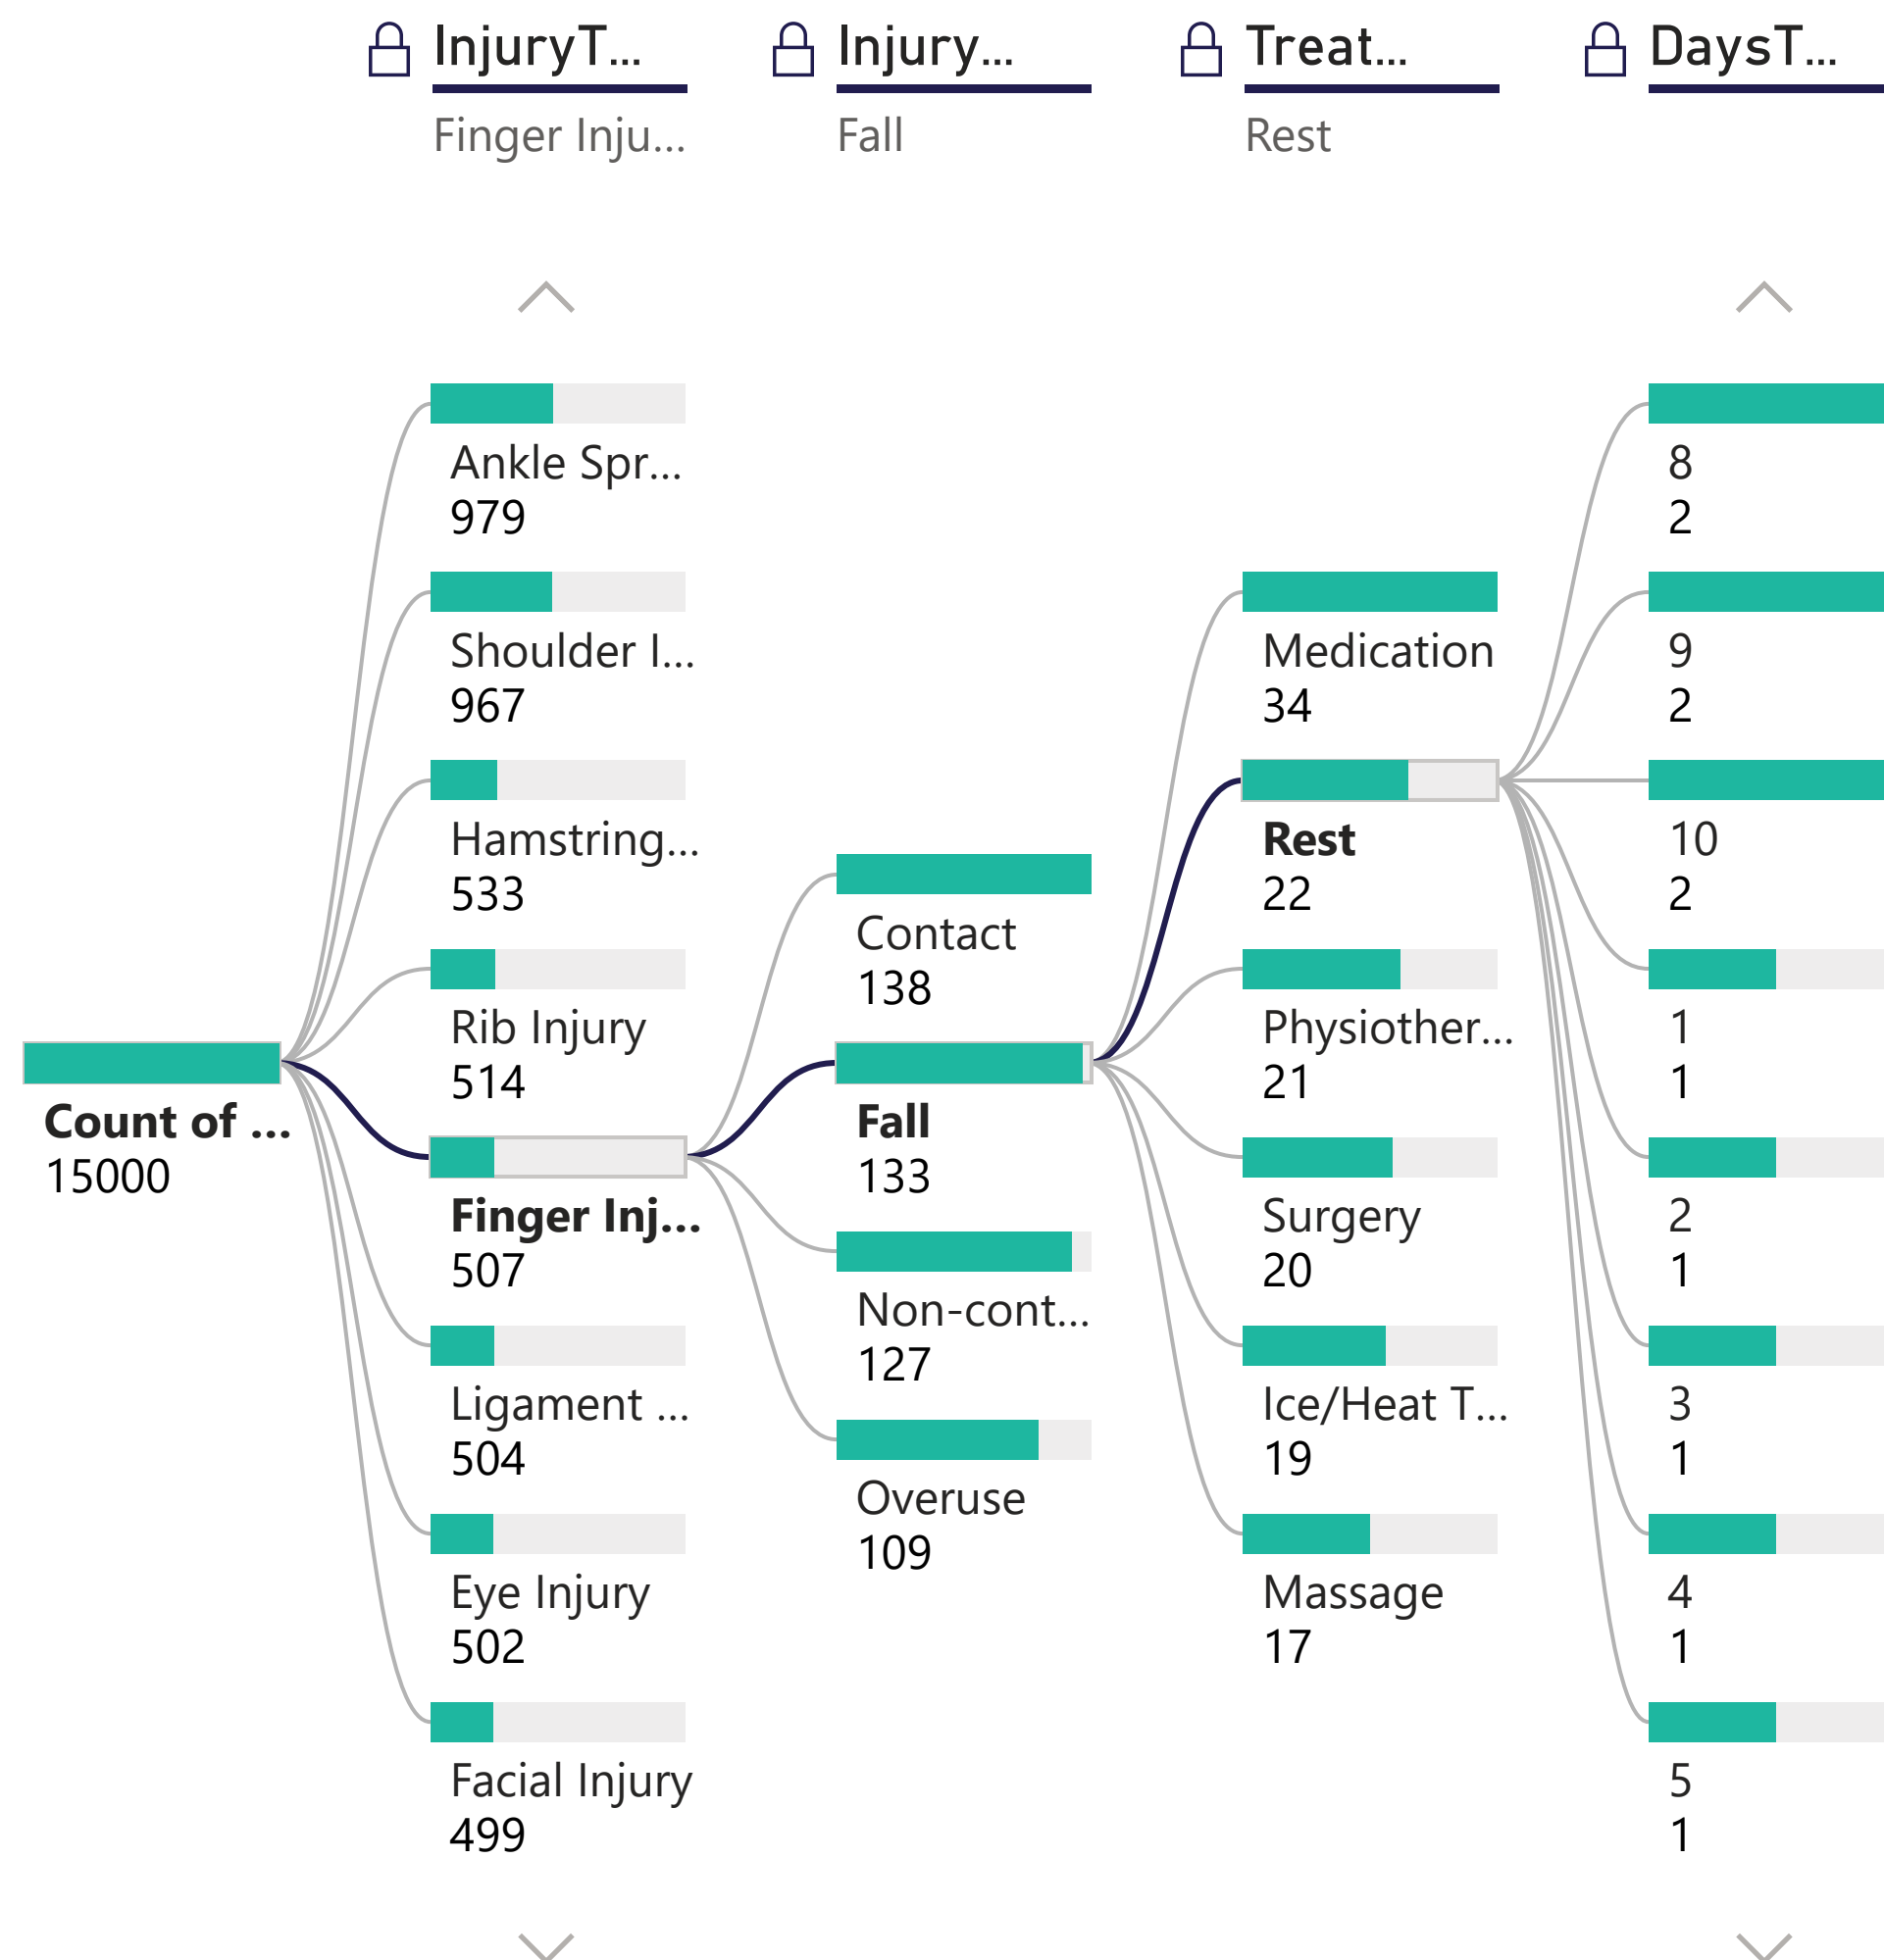 InjuryT...
Injury...
Treat...
DaysT...
Finger Inju...
Fall
Rest
Count of ...
15000
Ankle Spr...
979
Shoulder I...
967
Hamstring...
533
Rib Injury
514
Finger Inj...
507
Ligament ...
504
Eye Injury
502
Facial Injury
499
Contact
138
Fall
133
Non-cont...
127
Overuse
109
Medication
34
Rest
22
Physiother...
21
Surgery
20
Ice/Heat T...
19
Massage
17
8
2
9
2
10
2
1
1
2
1
3
1
4
1
5
1